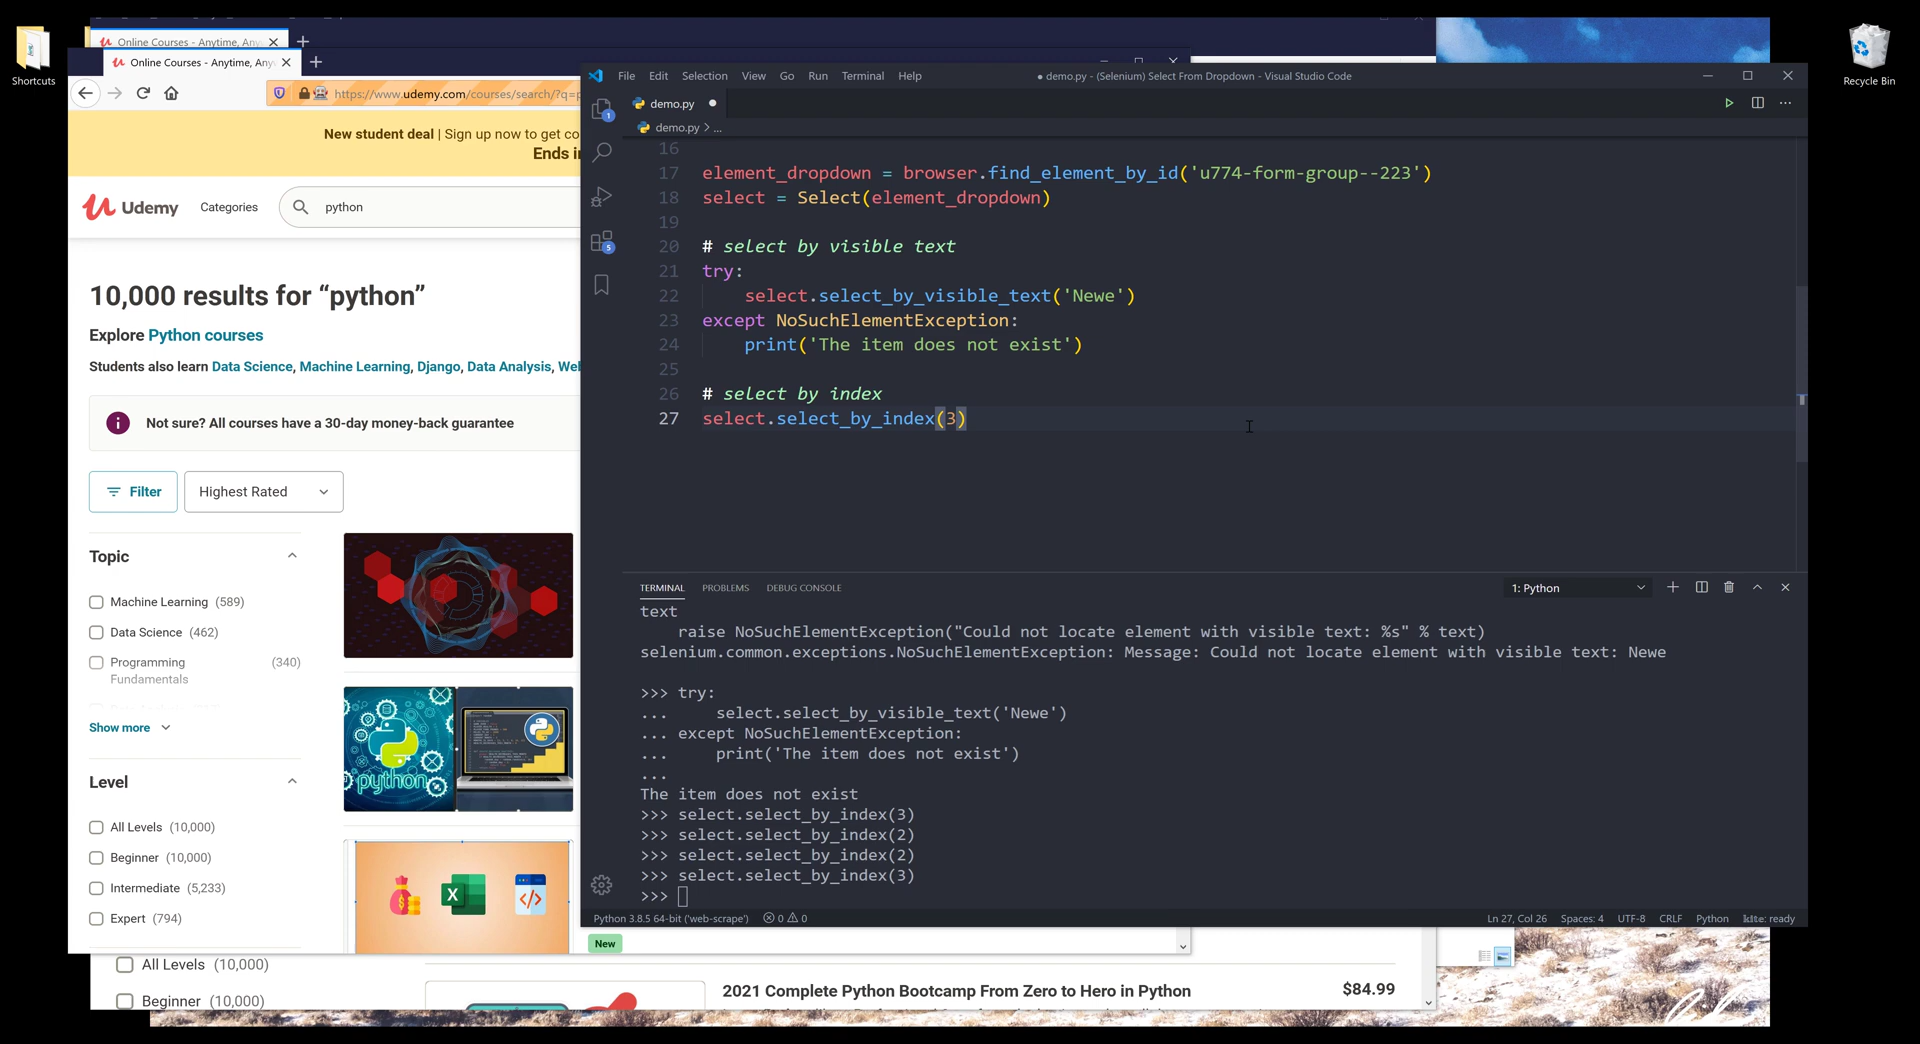 Shortcuts
Recycle Bin
Online Courses - Anytime, Any
Online Courses - Anytime, Any
https://www.udemy.com/courses/search/?q=p
New student deal | Sign up now to get co
Ends in
Udemy
Categories
python
10,000 results for “python”
Explore Python courses
Students also learn Data Science, Machine Learning, Django, Data Analysis, We
Not sure? All courses have a 30-day money-back guarantee
Filter
Highest Rated
Topic
Machine Learning (589)
Data Science (462)
Programming Fundamentals (340)
Show more
Level
All Levels (10,000)
Beginner (10,000)
Intermediate (5,233)
Expert (794)
python
X
</>
New
All Levels (10,000)
Beginner (10,000)
2021 Complete Python Bootcamp From Zero to Hero in Python
$84.99
File Edit Selection View Go Run Terminal Help
● demo.py - (Selenium) Select From Dropdown - Visual Studio Code
demo.py
demo.py > ...
1
5
16
17 element_dropdown = browser.find_element_by_id('u774-form-group--223')
18 select = Select(element_dropdown)
19
20 # select by visible text
21 try:
22 select.select_by_visible_text('Newe')
23 except NoSuchElementException:
24 print('The item does not exist')
25
26 # select by index
27 select.select_by_index(3)
TERMINAL PROBLEMS DEBUG CONSOLE
1: Python
text
raise NoSuchElementException("Could not locate element with visible text: %s" % text)
selenium.common.exceptions.NoSuchElementException: Message: Could not locate element with visible text: Newe
>>> try:
... select.select_by_visible_text('Newe')
... except NoSuchElementException:
... print('The item does not exist')
...
The item does not exist
>>> select.select_by_index(3)
>>> select.select_by_index(2)
>>> select.select_by_index(2)
>>> select.select_by_index(3)
>>>
Python 3.8.5 64-bit ('web-scrape') 0 0
Ln 27, Col 26 Spaces: 4 UTF-8 CRLF Python kite: ready